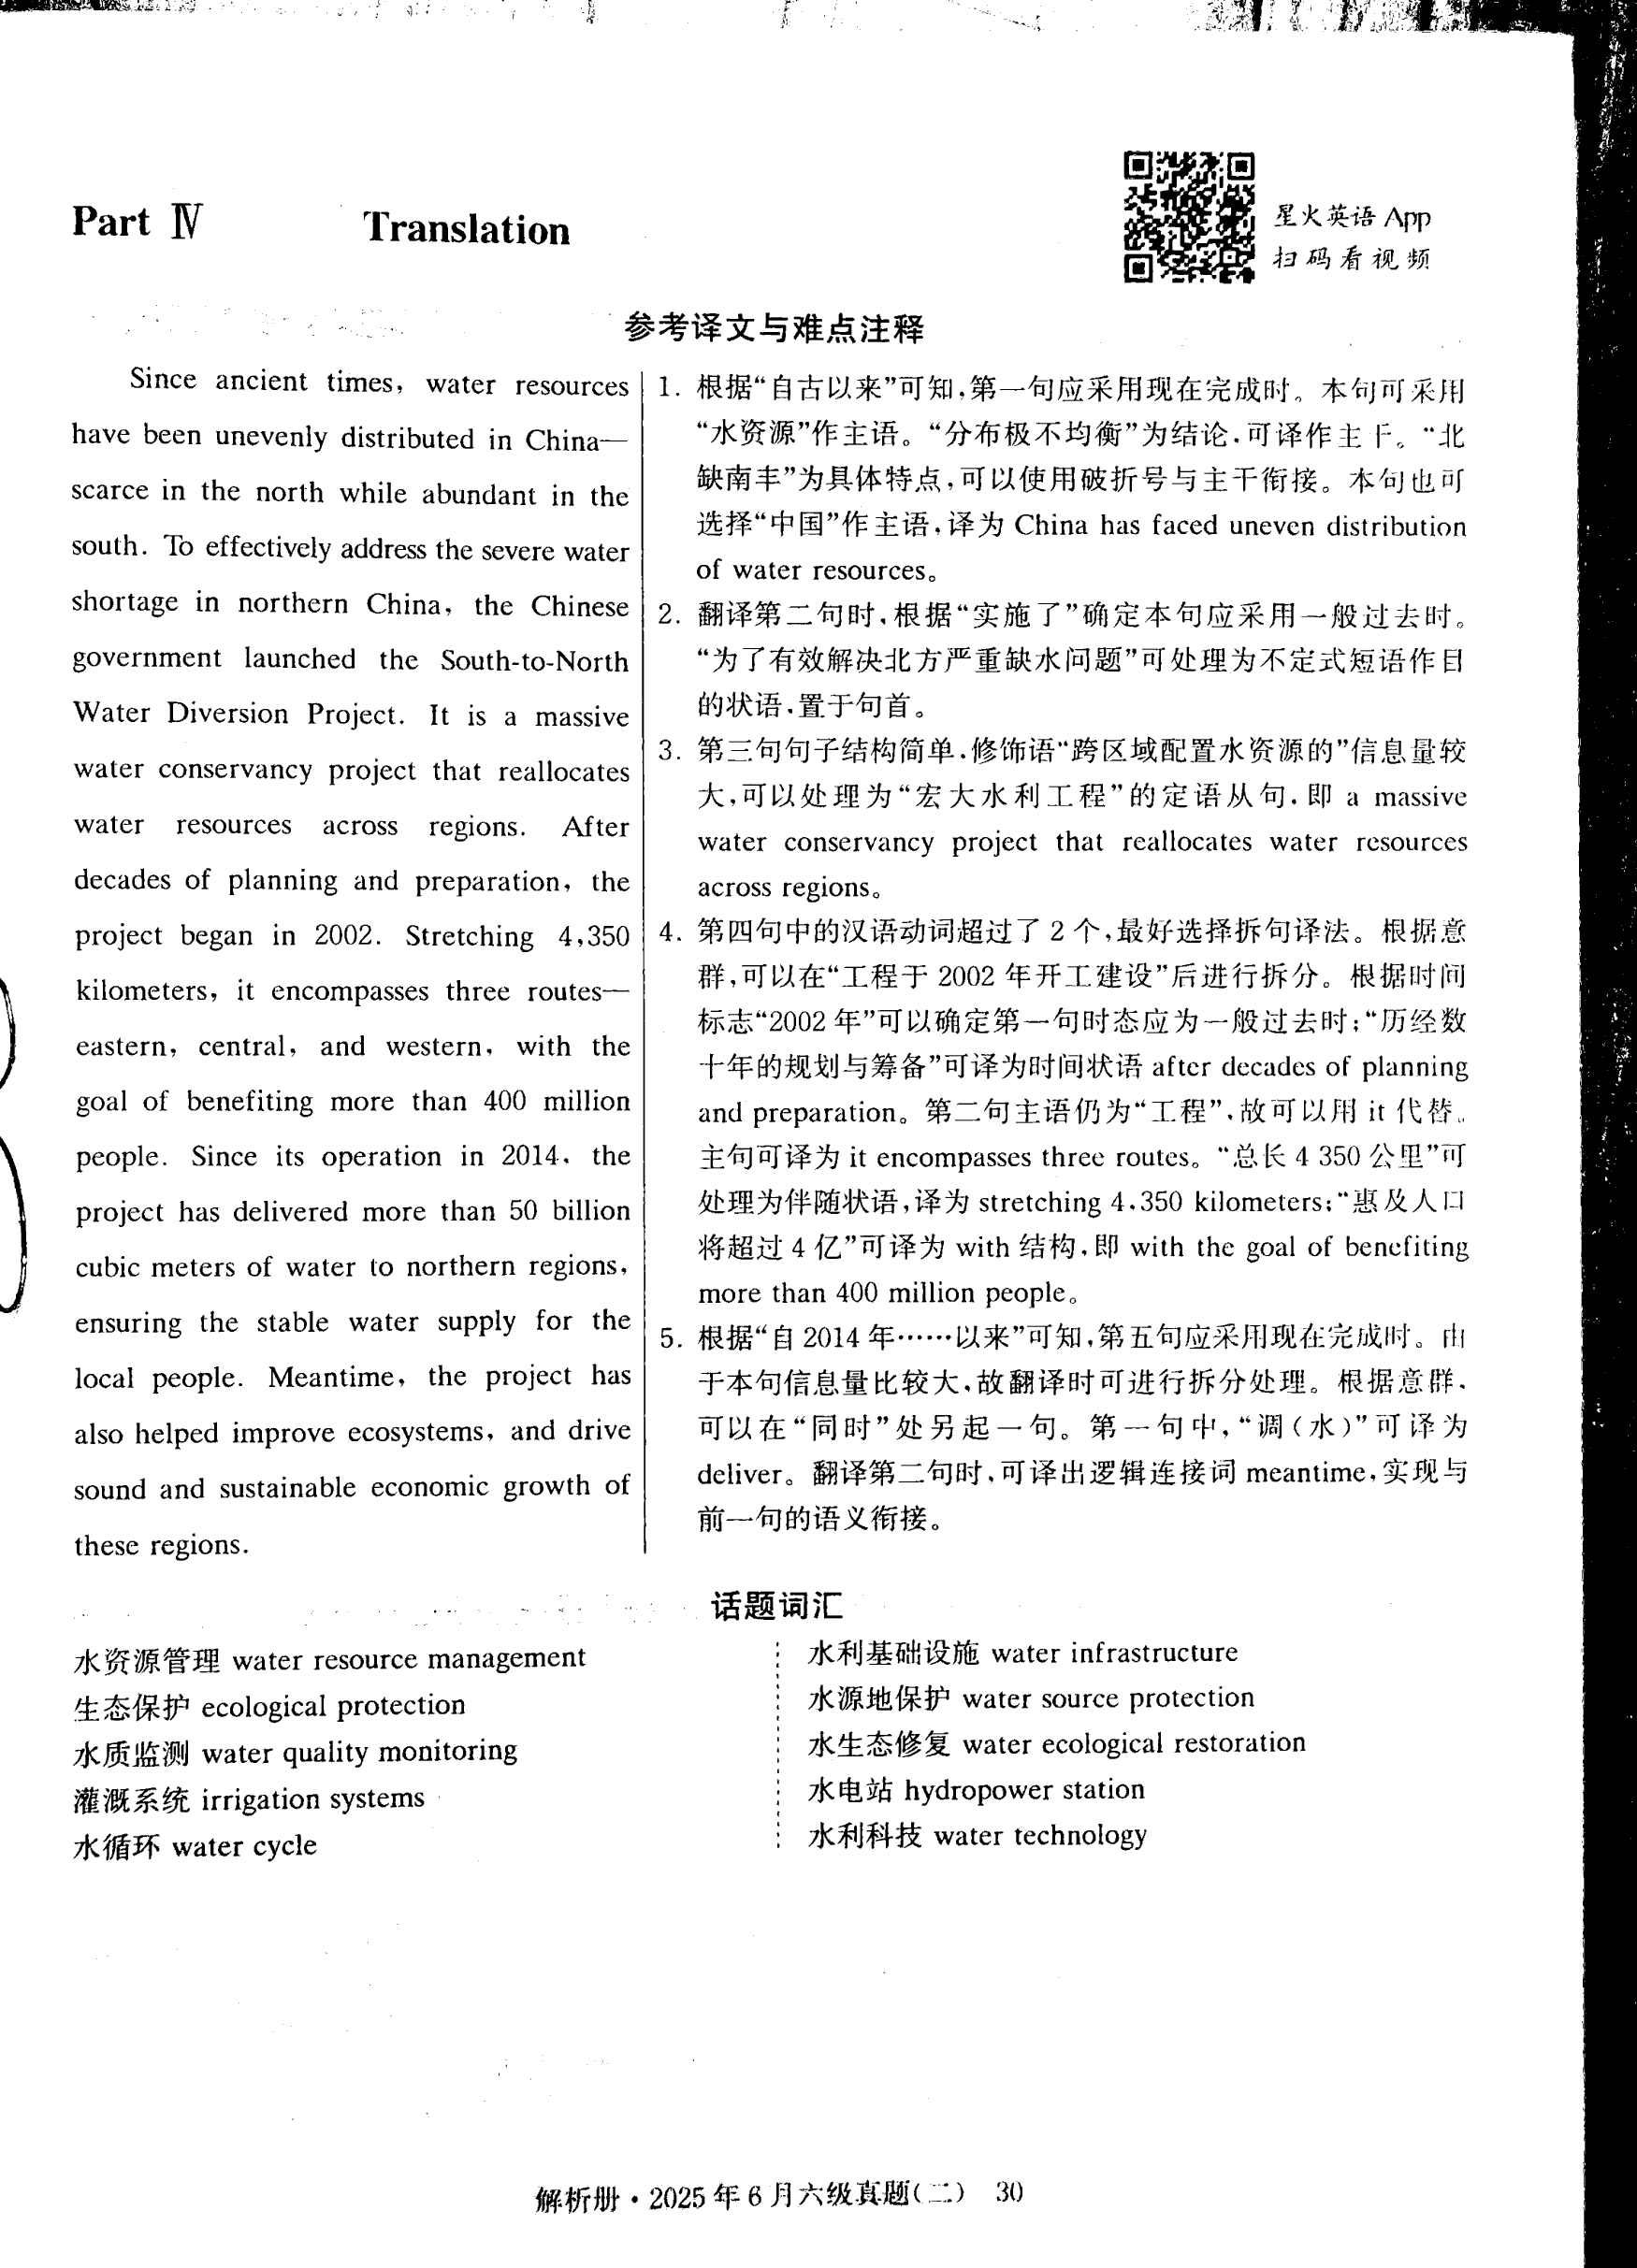 Part Ⅳ Translation
星火英语 App
扫码看视频
参考译文与难点注释
Since ancient times, water resources
have been unevenly distributed in China—
scarce in the north while abundant in the
south. To effectively address the severe water
shortage in northern China, the Chinese
government launched the South-to-North
Water Diversion Project. It is a massive
water conservancy project that reallocates
water resources across regions. After
decades of planning and preparation, the
project began in 2002. Stretching 4,350
kilometers, it encompasses three routes—
eastern, central, and western, with the
goal of benefiting more than 400 million
people. Since its operation in 2014, the
project has delivered more than 50 billion
cubic meters of water to northern regions,
ensuring the stable water supply for the
local people. Meantime, the project has
also helped improve ecosystems, and drive
sound and sustainable economic growth of
these regions.
1. 根据“自古以来”可知,第一句应采用现在完成时。本句可采用
“水资源”作主语。“分布极不均衡”为结论,可译作主干。“北
缺南丰”为具体特点,可以使用破折号与主干衔接。本句也可
选择“中国”作主语,译为 China has faced uneven distribution
of water resources。
2. 翻译第二句时,根据“实施了”确定本句应采用一般过去时。
“为了有效解决北方严重缺水问题”可处理为不定式短语作目
的状语,置于句首。
3. 第三句句子结构简单,修饰语“跨区域配置水资源的”信息量较
大,可以处理为“宏大水利工程”的定语从句,即 a massive
water conservancy project that reallocates water resources
across regions。
4. 第四句中的汉语动词超过了 2 个,最好选择拆句译法。根据意
群,可以在“工程于 2002 年开工建设”后进行拆分。根据时间
标志“2002 年”可以确定第一句时态应为一般过去时;“历经数
十年的规划与筹备”可译为时间状语 after decades of planning
and preparation。第二句主语仍为“工程”,故可以用 it 代替。
主句可译为 it encompasses three routes。“总长 4 350 公里”可
处理为伴随状语,译为 stretching 4,350 kilometers;“惠及人口
将超过 4 亿”可译为 with 结构,即 with the goal of benefiting
more than 400 million people。
5. 根据“自 2014 年……以来”可知,第五句应采用现在完成时。由
于本句信息量比较大,故翻译时可进行拆分处理。根据意群,
可以在“同时”处另起一句。第一句中,“调(水)”可译为
deliver。翻译第二句时,可译出逻辑连接词 meantime,实现与
前一句的语义衔接。
话题词汇
水资源管理 water resource management
生态保护 ecological protection
水质监测 water quality monitoring
灌溉系统 irrigation systems
水循环 water cycle
水利基础设施 water infrastructure
水源地保护 water source protection
水生态修复 water ecological restoration
水电站 hydropower station
水利科技 water technology
解析册·2025 年 6 月六级真题(二) 30